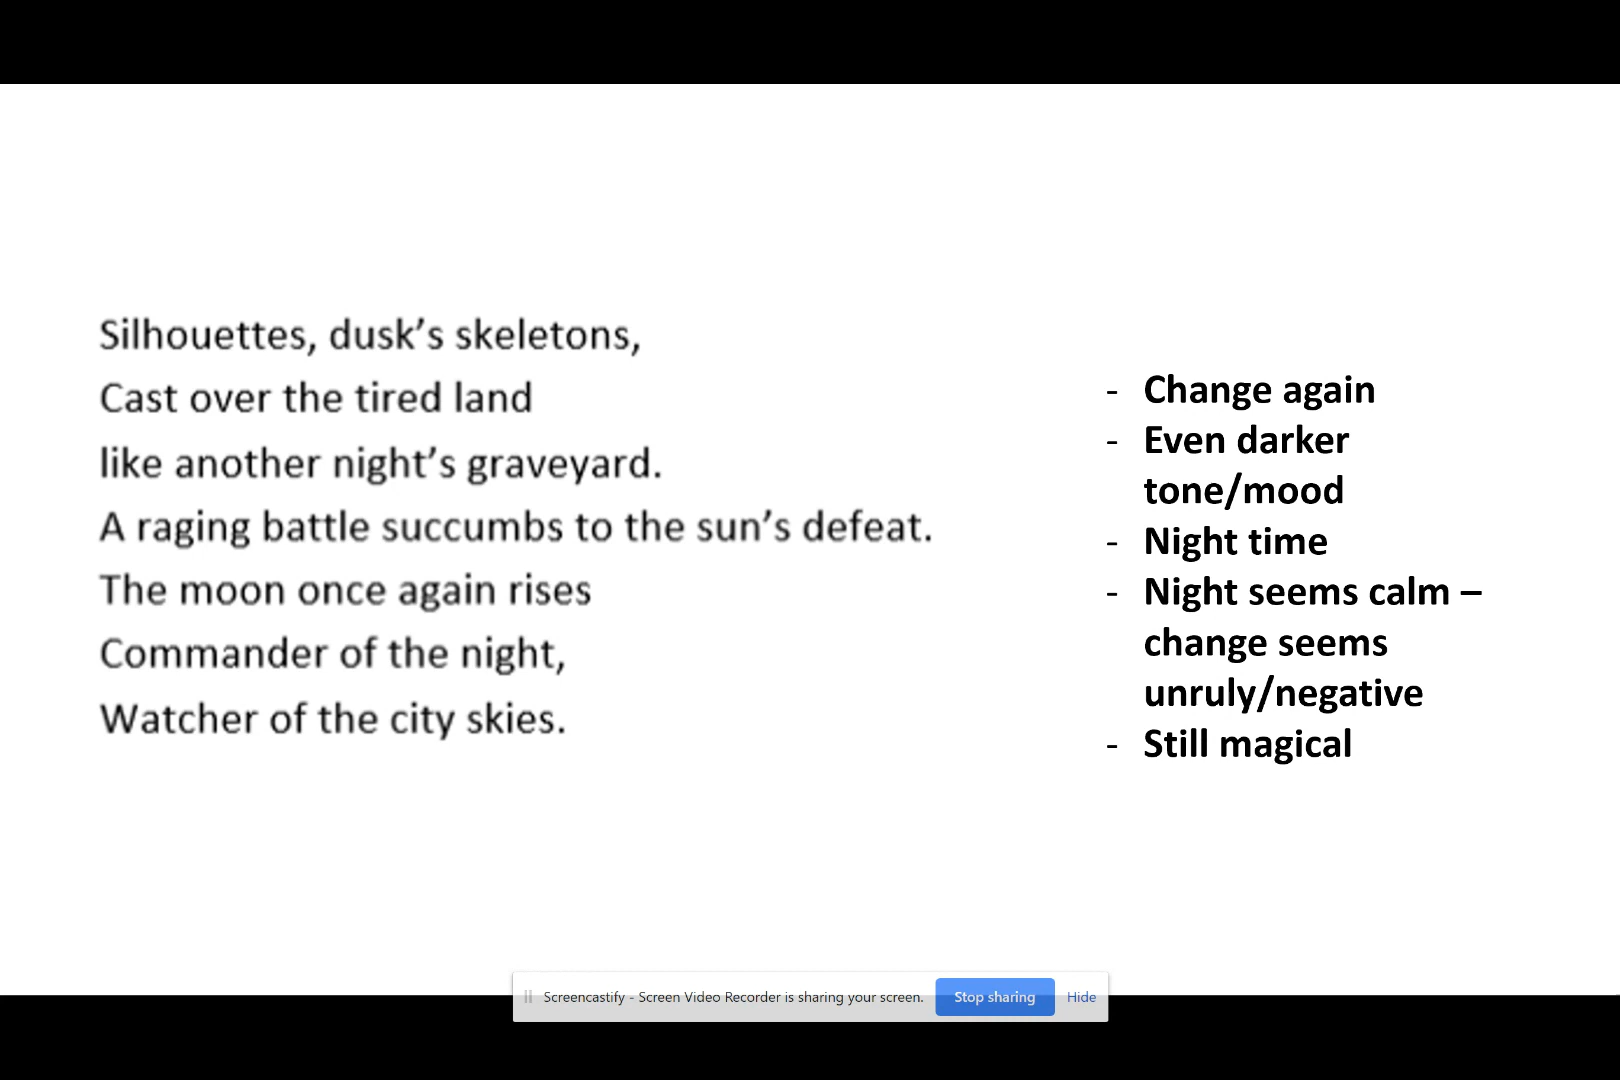 Silhouettes, dusk’s skeletons,
Cast over the tired land
like another night’s graveyard.
A raging battle succumbs to the sun’s defeat.
The moon once again rises
Commander of the night,
Watcher of the city skies.
- Change again
- Even darker
tone/mood
- Night time
- Night seems calm –
change seems
unruly/negative
- Still magical
Screencastify - Screen Video Recorder is sharing your screen. Stop sharing Hide